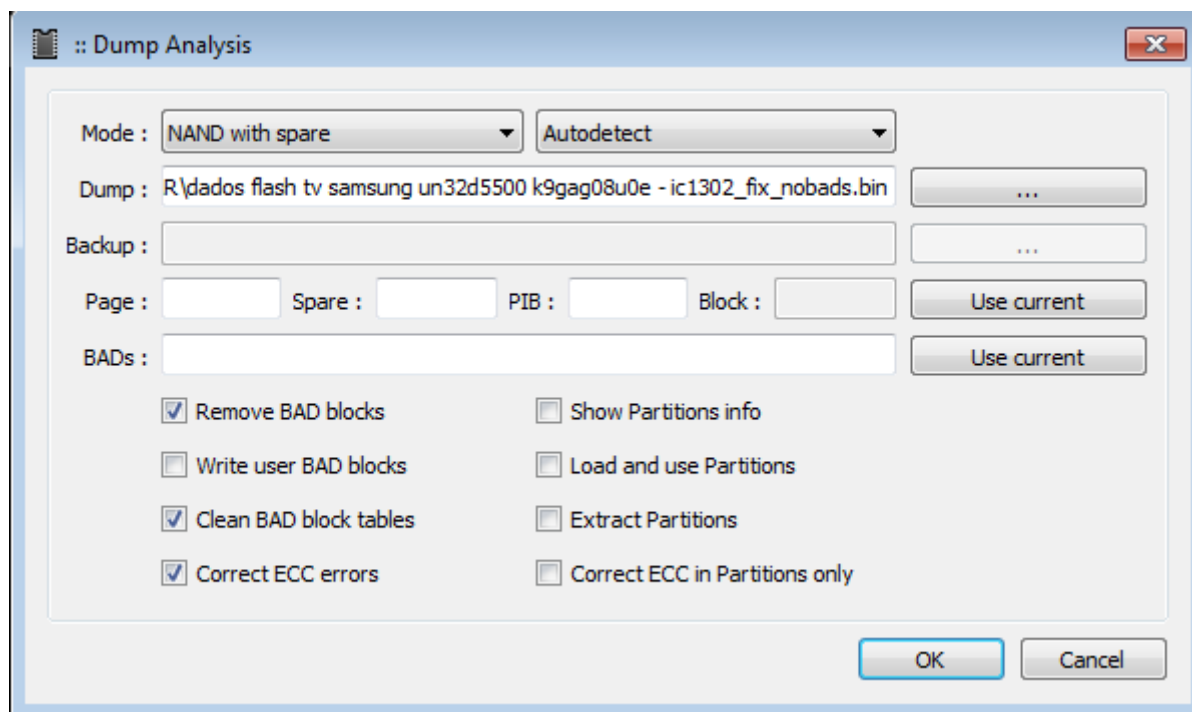 :: Dump Analysis
Mode : NAND with spare Autodetect
Dump : R\dados flash tv samsung un32d5500 k9gag08u0e - ic1302_fix_nobads.bin ...
Backup : ...
Page : Spare : PIB : Block : Use current
BADs : Use current
Remove BAD blocks Show Partitions info
Write user BAD blocks Load and use Partitions
Clean BAD block tables Extract Partitions
Correct ECC errors Correct ECC in Partitions only
OK Cancel